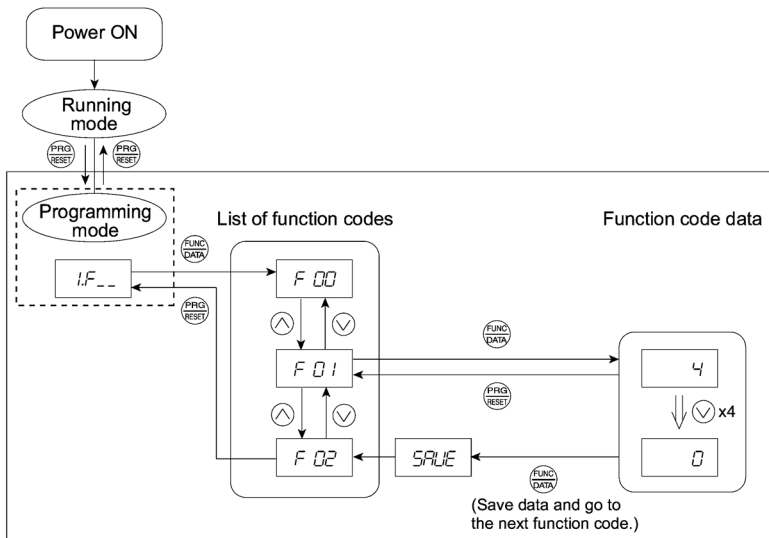 Power ON
Running
mode
PRG
RESET
PRG
RESET
Programming
mode
List of function codes
Function code data
FUNC
DATA
1.F__
F 00
PRG
RESET
FUNC
DATA
F 01
4
PRG
RESET
x4
F 02
SAVE
0
FUNC
DATA
(Save data and go to
the next function code.)